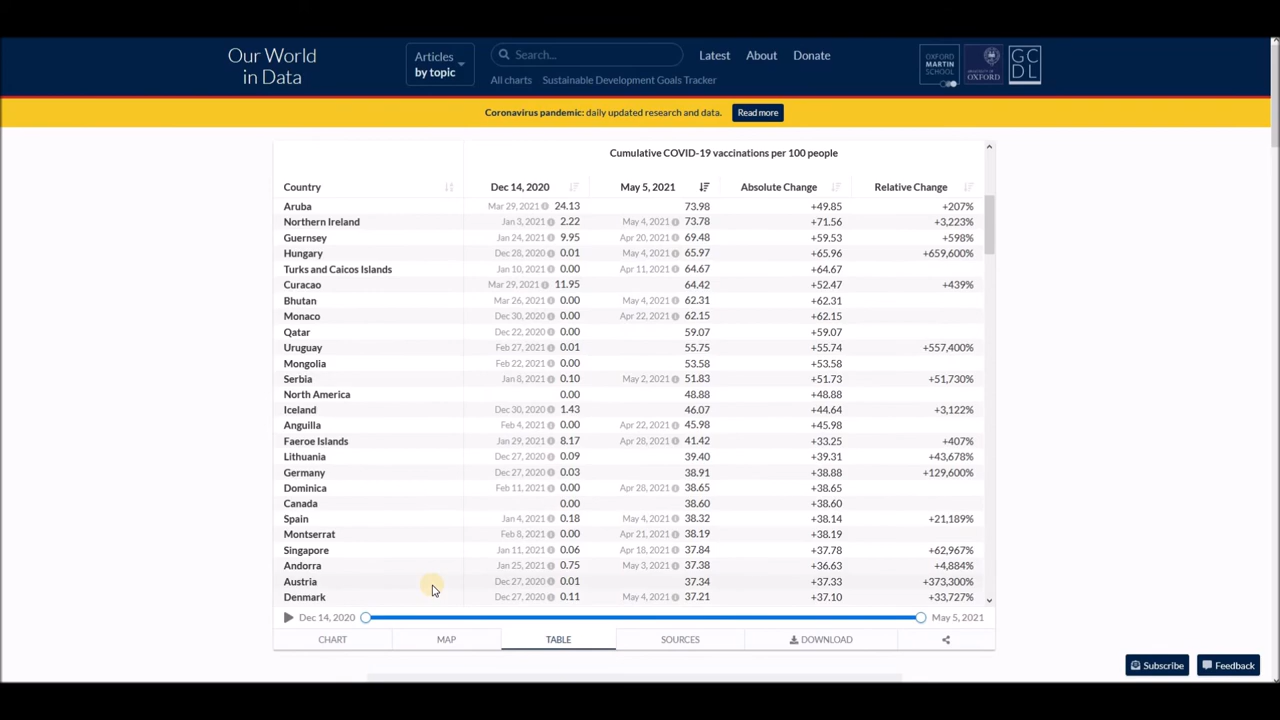 Our World
in Data
Articles
by topic
Search...
Latest
About
Donate
All charts
Sustainable Development Goals Tracker
OXFORD
MARTIN
SCHOOL
UNIVERSITY OF
OXFORD
GC
DL
Coronavirus pandemic: daily updated research and data.
Read more
Cumulative COVID-19 vaccinations per 100 people
Country Dec 14, 2020 May 5, 2021 Absolute Change Relative Change
Aruba Mar 29, 2021 24.13 73.98 +49.85 +207%
Northern Ireland Jan 3, 2021 2.22 May 4, 2021 73.78 +71.56 +3,223%
Guernsey Jan 24, 2021 9.95 Apr 20, 2021 69.48 +59.53 +598%
Hungary Dec 28, 2020 0.01 May 4, 2021 65.97 +65.96 +659,600%
Turks and Caicos Islands Jan 10, 2021 0.00 Apr 11, 2021 64.67 +64.67
Curacao Mar 29, 2021 11.95 64.42 +52.47 +439%
Bhutan Mar 26, 2021 0.00 May 4, 2021 62.31 +62.31
Monaco Dec 30, 2020 0.00 Apr 22, 2021 62.15 +62.15
Qatar Dec 22, 2020 0.00 59.07 +59.07
Uruguay Feb 27, 2021 0.01 55.75 +55.74 +557,400%
Mongolia Feb 22, 2021 0.00 53.58 +53.58
Serbia Jan 8, 2021 0.10 May 2, 2021 51.83 +51.73 +51,730%
North America 0.00 48.88 +48.88
Iceland Dec 30, 2020 1.43 46.07 +44.64 +3,122%
Anguilla Feb 4, 2021 0.00 Apr 22, 2021 45.98 +45.98
Faeroe Islands Jan 29, 2021 8.17 Apr 28, 2021 41.42 +33.25 +407%
Lithuania Dec 27, 2020 0.09 39.40 +39.31 +43,678%
Germany Dec 27, 2020 0.03 38.91 +38.88 +129,600%
Dominica Feb 11, 2021 0.00 Apr 28, 2021 38.65 +38.65
Canada 0.00 38.60 +38.60
Spain Jan 4, 2021 0.18 May 4, 2021 38.32 +38.14 +21,189%
Montserrat Feb 8, 2021 0.00 Apr 21, 2021 38.19 +38.19
Singapore Jan 11, 2021 0.06 Apr 18, 2021 37.84 +37.78 +62,967%
Andorra Jan 25, 2021 0.75 May 3, 2021 37.38 +36.63 +4,884%
Austria Dec 27, 2020 0.01 37.34 +37.33 +373,300%
Denmark Dec 27, 2020 0.11 May 4, 2021 37.21 +37.10 +33,727%
Dec 14, 2020 May 5, 2021
CHART MAP TABLE SOURCES DOWNLOAD
Subscribe Feedback